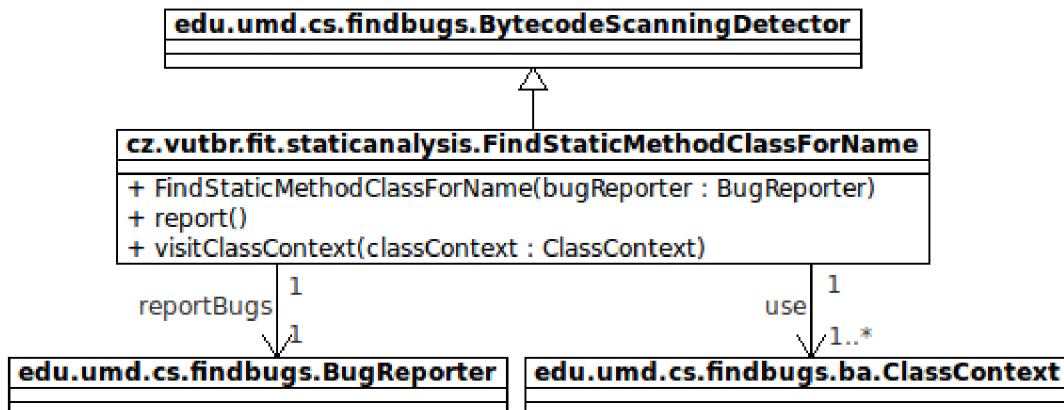 edu.umd.cs.findbugs.BytecodeScanningDetector
cz.vutbr.fit.staticanalysis.FindStaticMethodClassForName
+ FindStaticMethodClassForName(bugReporter : BugReporter)
+ report()
+ visitClassContext(classContext : ClassContext)
1
1
reportBugs
use
1
1..*
edu.umd.cs.findbugs.BugReporter
edu.umd.cs.findbugs.ba.ClassContext